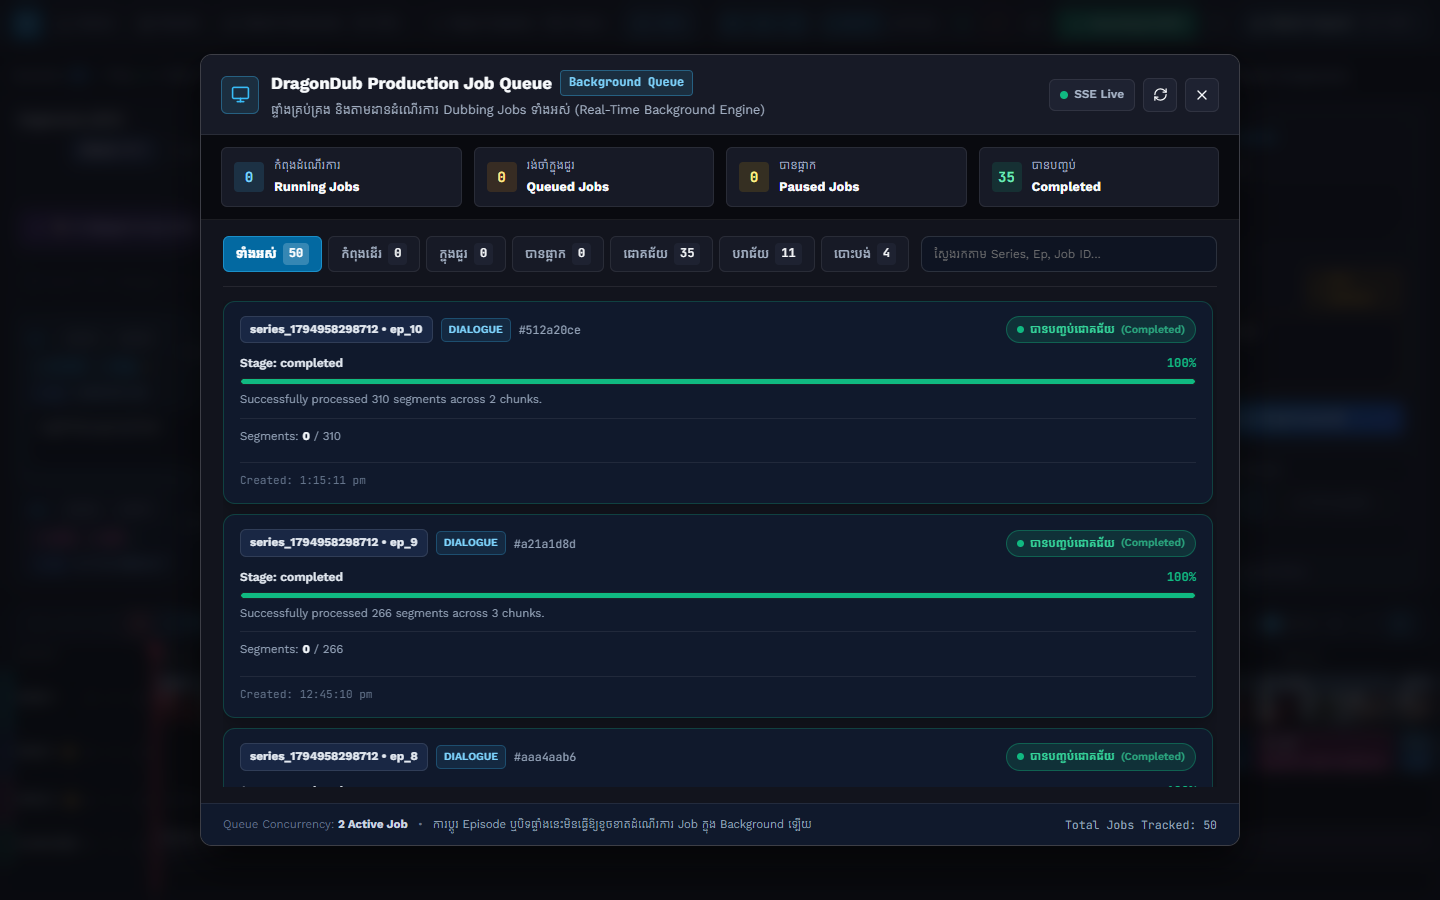 DragonDub Production Job Queue
Background Queue
ផ្ទាំងគ្រប់គ្រង និងតាមដានដំណើរការ Dubbing Jobs ទាំងអស់ (Real-Time Background Engine)
SSE Live
0
កំពុងដំណើរការ
Running Jobs
0
រង់ចាំក្នុងជួរ
Queued Jobs
0
បានផ្អាក
Paused Jobs
35
បានបញ្ចប់
Completed
ទាំងអស់ 50
កំពុងដើរ 0
ក្នុងជួរ 0
បានផ្អាក 0
ជោគជ័យ 35
បរាជ័យ 11
បោះបង់ 4
ស្វែងរកតាម Series, Ep, Job ID...
series_1794958298712 • ep_10
DIALOGUE
#512a20ce
បានបញ្ចប់ជោគជ័យ (Completed)
Stage: completed
100%
Successfully processed 310 segments across 2 chunks.
Segments: 0 / 310
Created: 1:15:11 pm
series_1794958298712 • ep_9
DIALOGUE
#a21a1d8d
បានបញ្ចប់ជោគជ័យ (Completed)
Stage: completed
100%
Successfully processed 266 segments across 3 chunks.
Segments: 0 / 266
Created: 12:45:10 pm
series_1794958298712 • ep_8
DIALOGUE
#aaa4aab6
បានបញ្ចប់ជោគជ័យ (Completed)
Queue Concurrency: 2 Active Job • ការប្តូរ Episode ឬបិទផ្ទាំងនេះមិនធ្វើឱ្យខូចខាតដំណើរការ Job ក្នុង Background ឡើយ
Total Jobs Tracked: 50